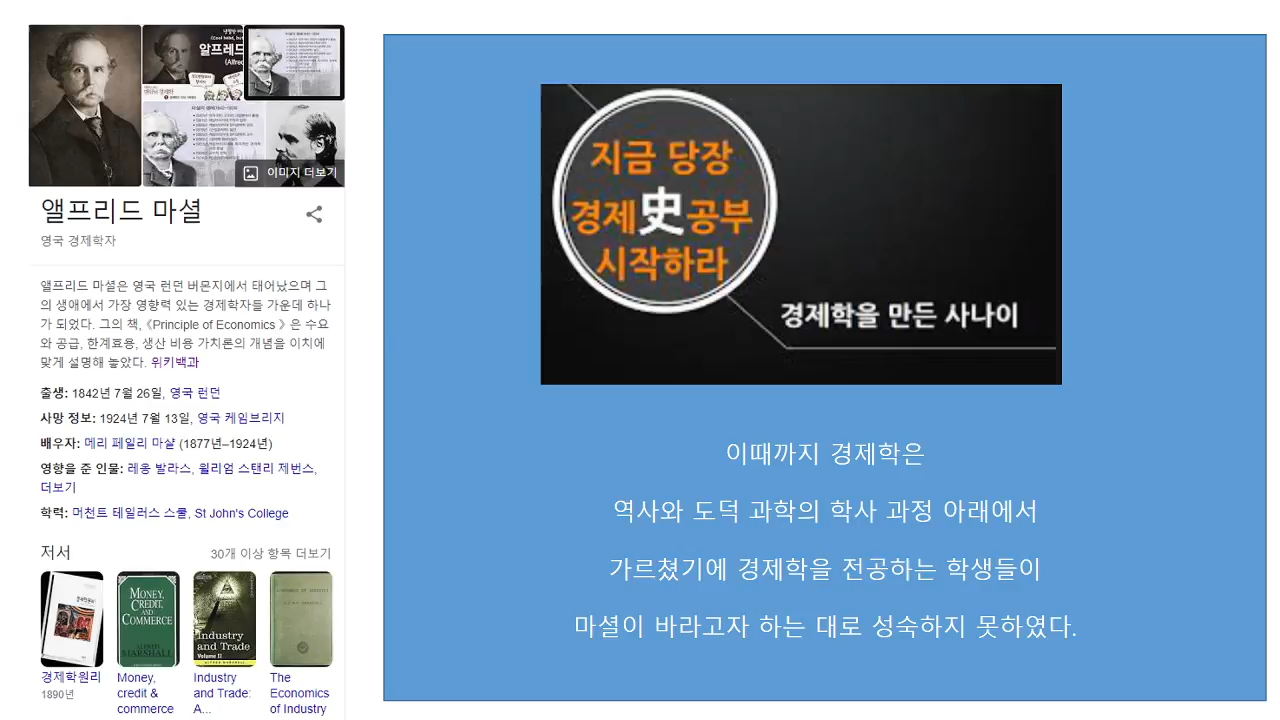 알프레드
이미지 더보기
앨프리드 마셜
영국 경제학자
앨프리드 마셜은 영국 런던 버몬지에서 태어났으며 그
의 생애에서 가장 영향력 있는 경제학자들 가운데 하나
가 되었다. 그의 책,《Principle of Economics 》은 수요
와 공급, 한계효용, 생산 비용 가치론의 개념을 이치에
맞게 설명해 놓았다. 위키백과
출생: 1842년 7월 26일, 영국 런던
사망 정보: 1924년 7월 13일, 영국 케임브리지
배우자: 메리 페일리 마샬 (1877년–1924년)
영향을 준 인물: 레옹 발라스, 윌리엄 스탠리 제번스,
더보기
학력: 머천트 테일러스 스쿨, St John's College
저서
30개 이상 항목 더보기
MONEY,
CREDIT,
AND
COMMERCE
ALFRED
MARSHALL
Industry
and Trade
Volume II
ALFRED MARSHALL
경제학원리
1890년
Money,
credit &
commerce
Industry
and Trade:
A...
The
Economics
of Industry
지금 당장
경제史공부
시작하라
경제학을 만든 사나이
이때까지 경제학은
역사와 도덕 과학의 학사 과정 아래에서
가르쳤기에 경제학을 전공하는 학생들이
마셜이 바라고자 하는 대로 성숙하지 못하였다.